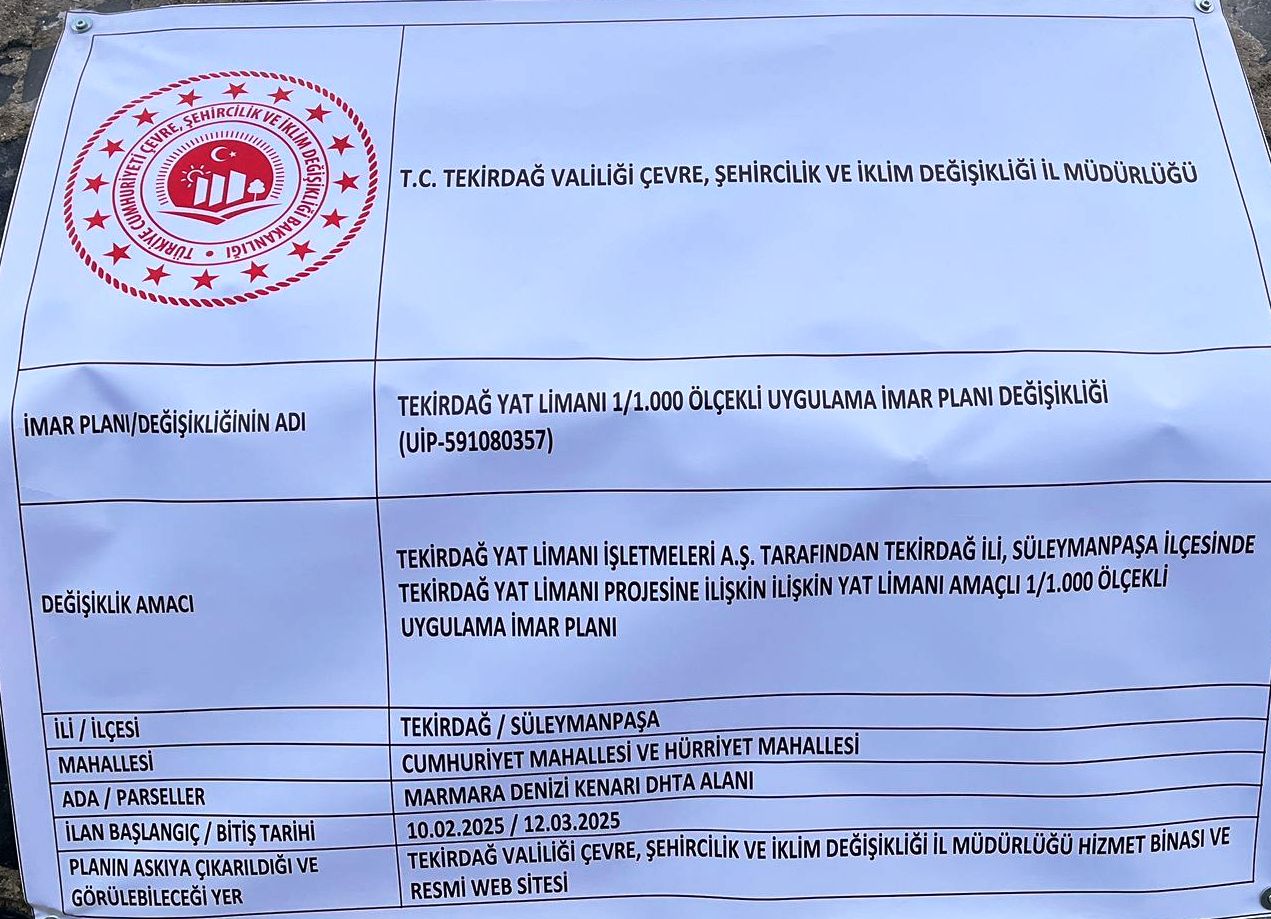 TÜRKİYE CUMHURİYETİ ÇEVRE, ŞEHİRCİLİK VE İKLİM DEĞİŞİKLİĞİ BAKANLIĞI
T.C. TEKİRDAĞ VALİLİĞİ ÇEVRE, ŞEHİRCİLİK VE İKLİM DEĞİŞİKLİĞİ İL MÜDÜRLÜĞÜ
İMAR PLANI/DEĞİŞİKLİĞİNİN ADI
TEKİRDAĞ YAT LİMANI 1/1.000 ÖLÇEKLİ UYGULAMA İMAR PLANI DEĞİŞİKLİĞİ
(UİP-591080357)
DEĞİŞİKLİK AMACI
TEKİRDAĞ YAT LİMANI İŞLETMELERİ A.Ş. TARAFINDAN TEKİRDAĞ İLİ, SÜLEYMANPAŞA İLÇESİNDE
TEKİRDAĞ YAT LİMANI PROJESİNE İLİŞKİN İLİŞKİN YAT LİMANI AMAÇLI 1/1.000 ÖLÇEKLİ
UYGULAMA İMAR PLANI
İLİ / İLÇESİ
TEKİRDAĞ / SÜLEYMANPAŞA
MAHALLESİ
CUMHURİYET MAHALLESİ VE HÜRRİYET MAHALLESİ
ADA / PARSELLER
MARMARA DENİZİ KENARI DHTA ALANI
İLAN BAŞLANGIÇ / BİTİŞ TARİHİ
10.02.2025 / 12.03.2025
PLANIN ASKIYA ÇIKARILDIĞI VE
GÖRÜLEBİLECEĞİ YER
TEKİRDAĞ VALİLİĞİ ÇEVRE, ŞEHİRCİLİK VE İKLİM DEĞİŞİKLİĞİ İL MÜDÜRLÜĞÜ HİZMET BİNASI VE
RESMİ WEB SİTESİ